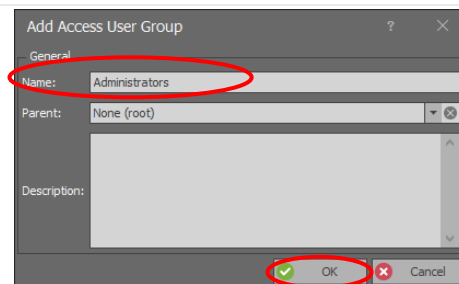 Add Access User Group ?
General
Name: Administrators
Parent: None (root)
Description:
OK Cancel